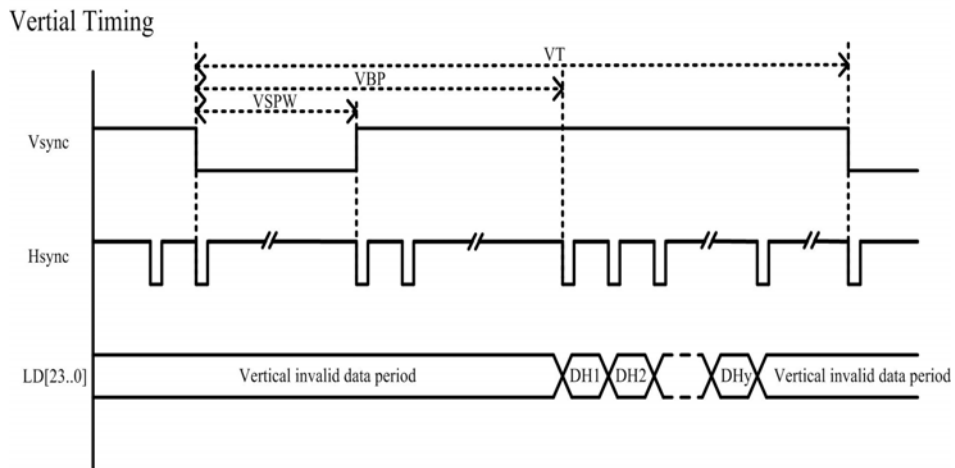 Vertial Timing
VT
VBP
VSPW
Vsync
Hsync
LD[23..0]
Vertical invalid data period
DH1
DH2
DHy
Vertical invalid data period